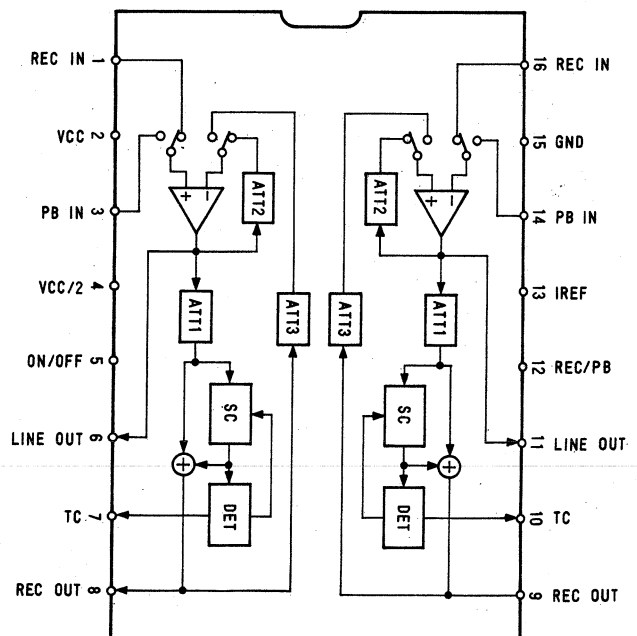 REC IN 1
VCC 2
PB IN 3
VCC/2 4
ON/OFF 5
LINE OUT 6
TC 7
REC OUT 8
16 REC IN
15 GND
14 PB IN
13 IREF
12 REC/PB
11 LINE OUT
10 TC
9 REC OUT
+ −
ATT2
ATT1
ATT3
SC
+
DET
+ −
ATT2
ATT3
ATT1
SC
+
DET